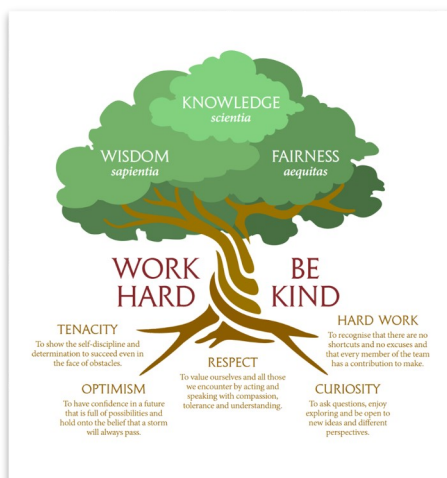 KNOWLEDGE
scientia
WISDOM
sapientia
FAIRNESS
aequitas
WORK
HARD
BE
KIND
TENACITY
To show the self-discipline and
determination to succeed even in
the face of obstacles.
HARD WORK
To recognise that there are no
shortcuts and no excuses and
that every member of the team
has a contribution to make.
RESPECT
To value ourselves and all those
we encounter by acting and
speaking with compassion,
tolerance and understanding.
OPTIMISM
To have confidence in a future
that is full of possibilities and
hold onto the belief that a storm
will always pass.
CURIOSITY
To ask questions, enjoy
exploring and be open to
new ideas and different
perspectives.